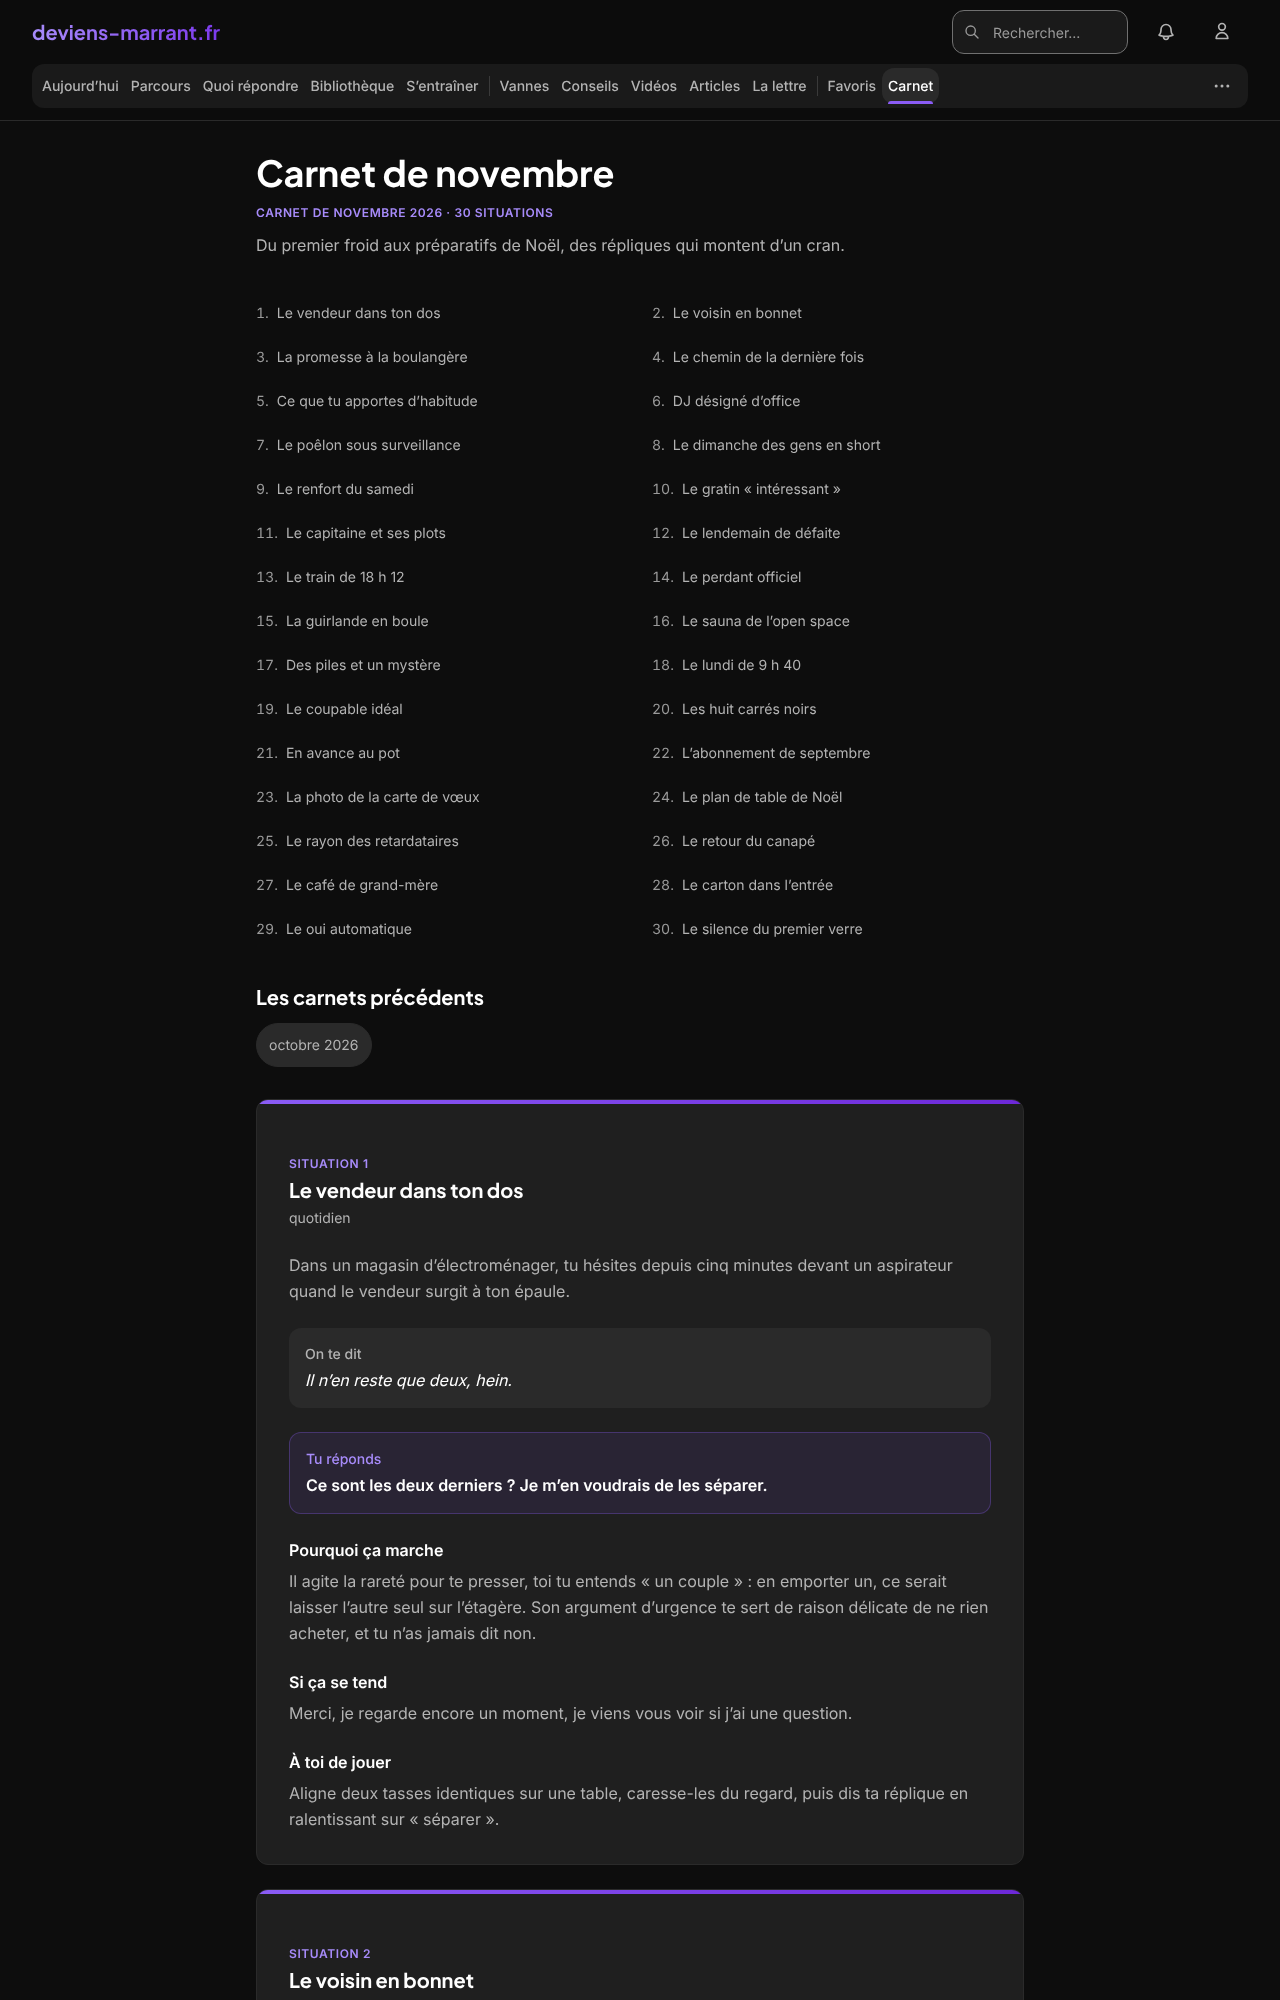 deviens-marrant.fr
Rechercher...
Aujourd’hui Parcours Quoi répondre Bibliothèque S’entraîner Vannes Conseils Vidéos Articles La lettre Favoris Carnet
Carnet de novembre
CARNET DE NOVEMBRE 2026 · 30 SITUATIONS
Du premier froid aux préparatifs de Noël, des répliques qui montent d’un cran.
1. Le vendeur dans ton dos
2. Le voisin en bonnet
3. La promesse à la boulangère
4. Le chemin de la dernière fois
5. Ce que tu apportes d’habitude
6. DJ désigné d’office
7. Le poêlon sous surveillance
8. Le dimanche des gens en short
9. Le renfort du samedi
10. Le gratin « intéressant »
11. Le capitaine et ses plots
12. Le lendemain de défaite
13. Le train de 18 h 12
14. Le perdant officiel
15. La guirlande en boule
16. Le sauna de l’open space
17. Des piles et un mystère
18. Le lundi de 9 h 40
19. Le coupable idéal
20. Les huit carrés noirs
21. En avance au pot
22. L’abonnement de septembre
23. La photo de la carte de vœux
24. Le plan de table de Noël
25. Le rayon des retardataires
26. Le retour du canapé
27. Le café de grand-mère
28. Le carton dans l’entrée
29. Le oui automatique
30. Le silence du premier verre
Les carnets précédents
octobre 2026
SITUATION 1
Le vendeur dans ton dos
quotidien
Dans un magasin d’électroménager, tu hésites depuis cinq minutes devant un aspirateur
quand le vendeur surgit à ton épaule.
On te dit
Il n’en reste que deux, hein.
Tu réponds
Ce sont les deux derniers ? Je m’en voudrais de les séparer.
Pourquoi ça marche
Il agite la rareté pour te presser, toi tu entends « un couple » : en emporter un, ce serait
laisser l’autre seul sur l’étagère. Son argument d’urgence te sert de raison délicate de ne rien
acheter, et tu n’as jamais dit non.
Si ça se tend
Merci, je regarde encore un moment, je viens vous voir si j’ai une question.
À toi de jouer
Aligne deux tasses identiques sur une table, caresse-les du regard, puis dis ta réplique en
ralentissant sur « séparer ».
SITUATION 2
Le voisin en bonnet